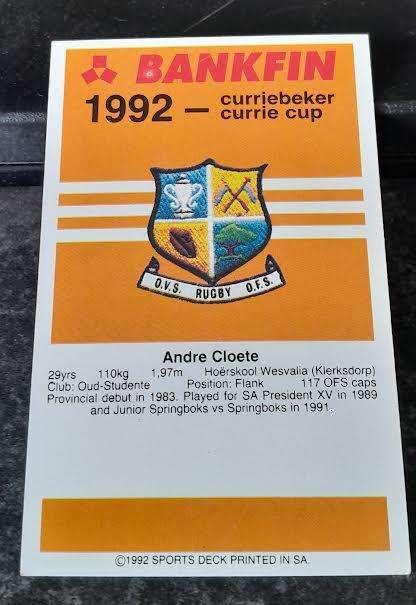 BANKFIN
1992 – curriebeker
currie cup
O.V.S. RUGBY O.F.S.
Andre Cloete
29yrs 110kg 1,97m Hoërskool Wesvalia (Klerksdorp)
Club: Oud-Studente Position: Flank 117 OFS caps
Provincial debut in 1983. Played for SA President XV in 1989
and Junior Springboks vs Springboks in 1991.
©1992 SPORTS DECK PRINTED IN SA.